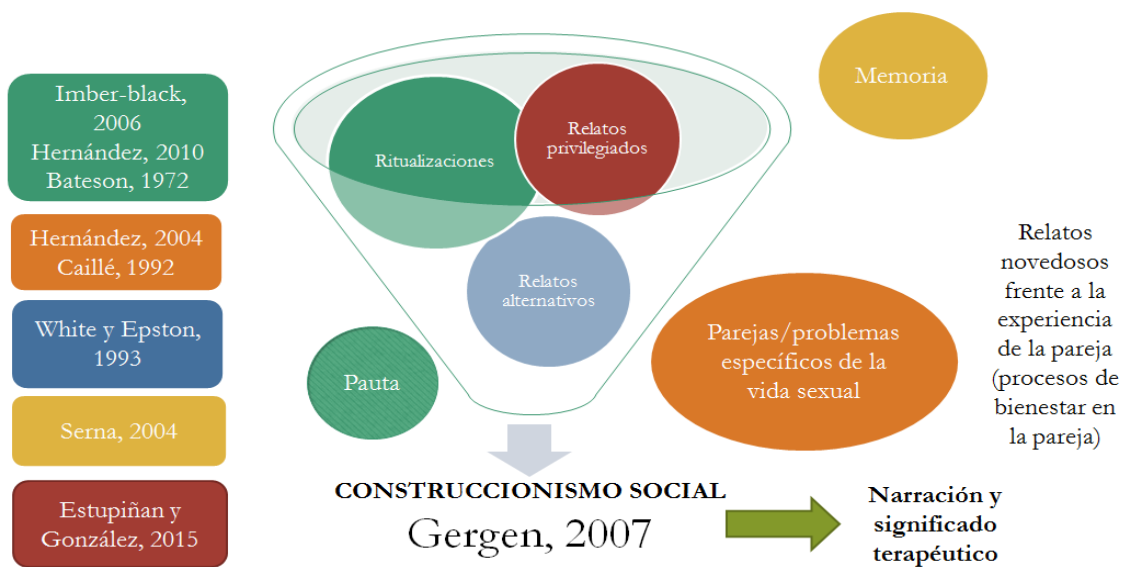 Imber-black,
2006
Hernández, 2010
Bateson, 1972
Hernández, 2004
Caillé, 1992
White y Epston,
1993
Serna, 2004
Estupiñan y
González, 2015
Ritualizaciones
Relatos
privilegiados
Relatos
alternativos
Pauta
Memoria
Parejas/problemas
específicos de la
vida sexual
Relatos
novedosos
frente a la
experiencia
de la pareja
(procesos de
bienestar en
la pareja)
CONSTRUCCIONISMO SOCIAL
Gergen, 2007
Narración y
significado
terapéutico